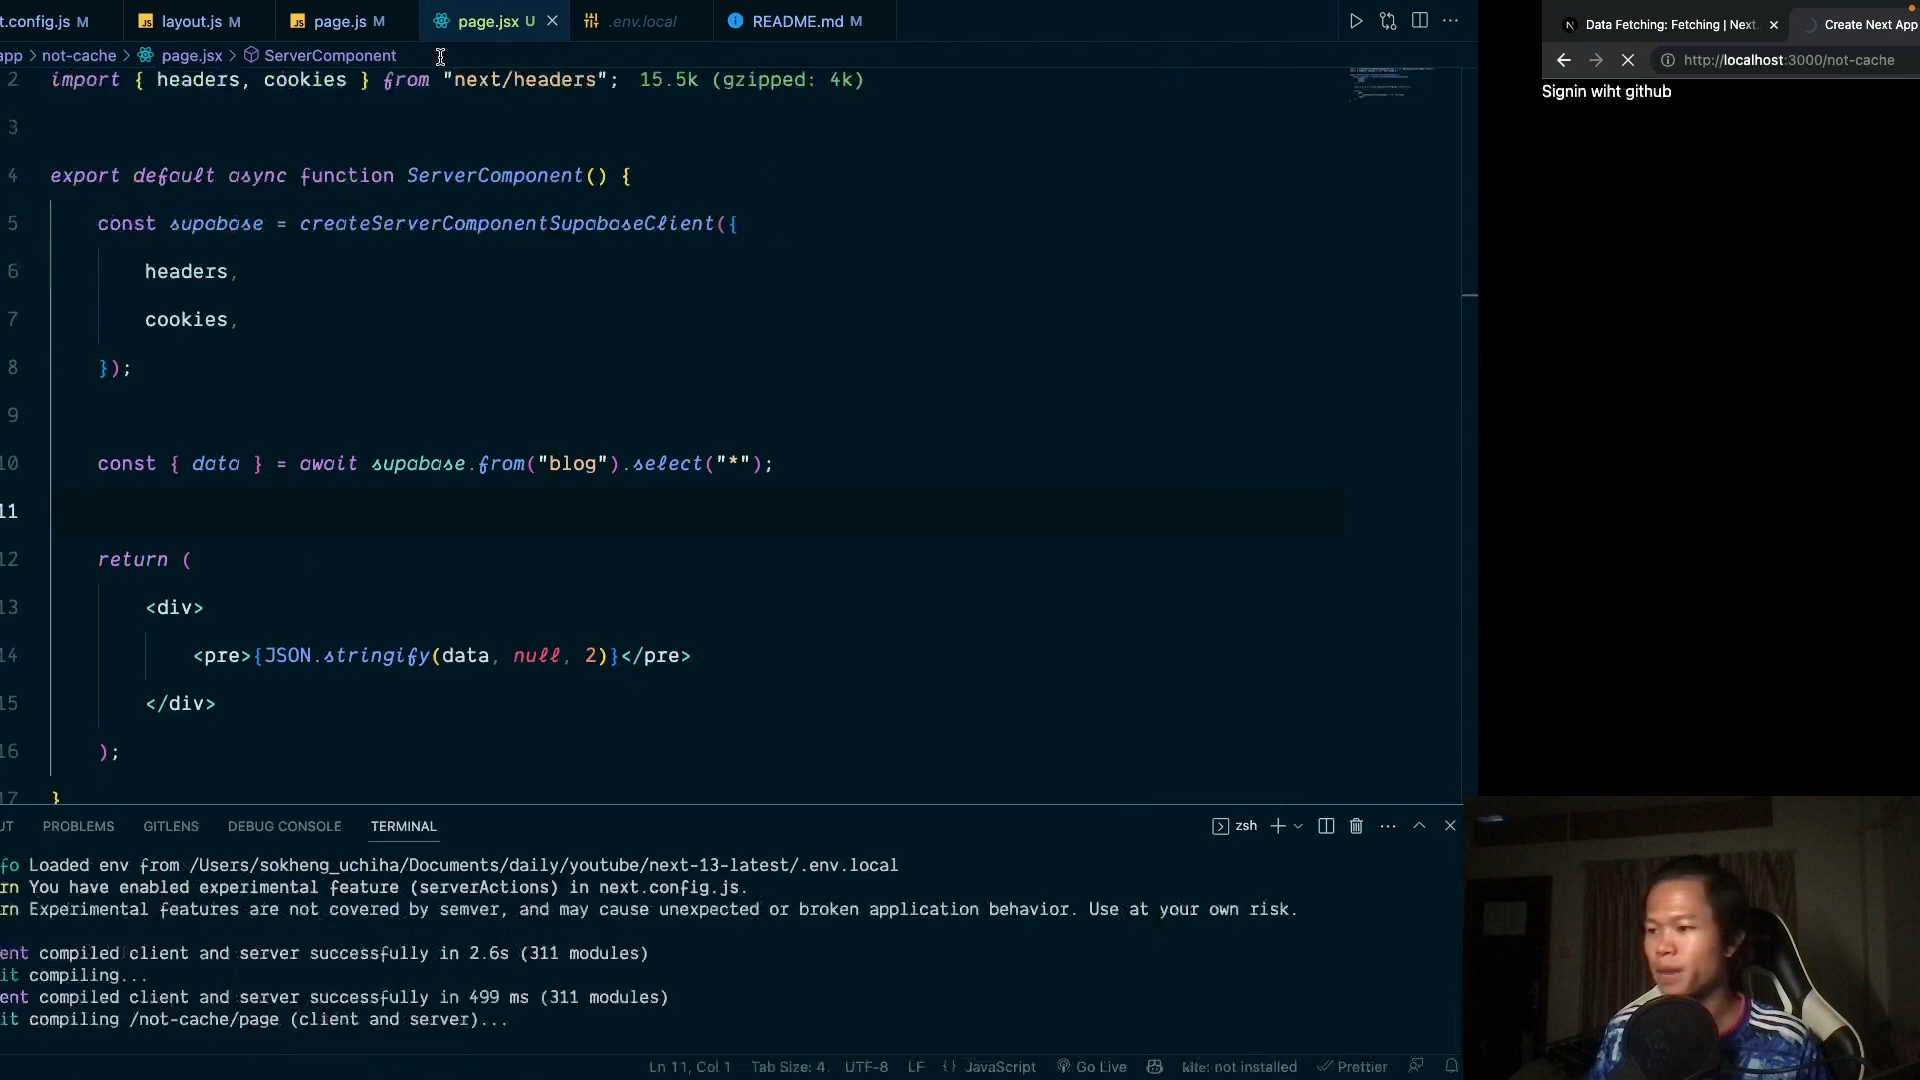 t.config.js M
layout.js M
page.js M
page.jsx U
.env.local
README.md M
app > not-cache > page.jsx > ServerComponent
2 import { headers, cookies } from "next/headers"; 15.5k (gzipped: 4k)
3
4 export default async function ServerComponent() {
5 const supabase = createServerComponentSupabaseClient({
6 headers,
7 cookies,
8 });
9
10 const { data } = await supabase.from("blog").select("*");
11
12 return (
13 <div>
14 <pre>{JSON.stringify(data, null, 2)}</pre>
15 </div>
16 );
17 }
UT PROBLEMS GITLENS DEBUG CONSOLE TERMINAL
zsh
fo Loaded env from /Users/sokheng_uchiha/Documents/daily/youtube/next-13-latest/.env.local
rn You have enabled experimental feature (serverActions) in next.config.js.
rn Experimental features are not covered by semver, and may cause unexpected or broken application behavior. Use at your own risk.
ent compiled client and server successfully in 2.6s (311 modules)
it compiling...
ent compiled client and server successfully in 499 ms (311 modules)
it compiling /not-cache/page (client and server)...
Ln 11, Col 1 Tab Size: 4 UTF-8 LF {} JavaScript Go Live kite: not installed Prettier
Data Fetching: Fetching | Next.
Create Next App
http://localhost:3000/not-cache
Signin wiht github